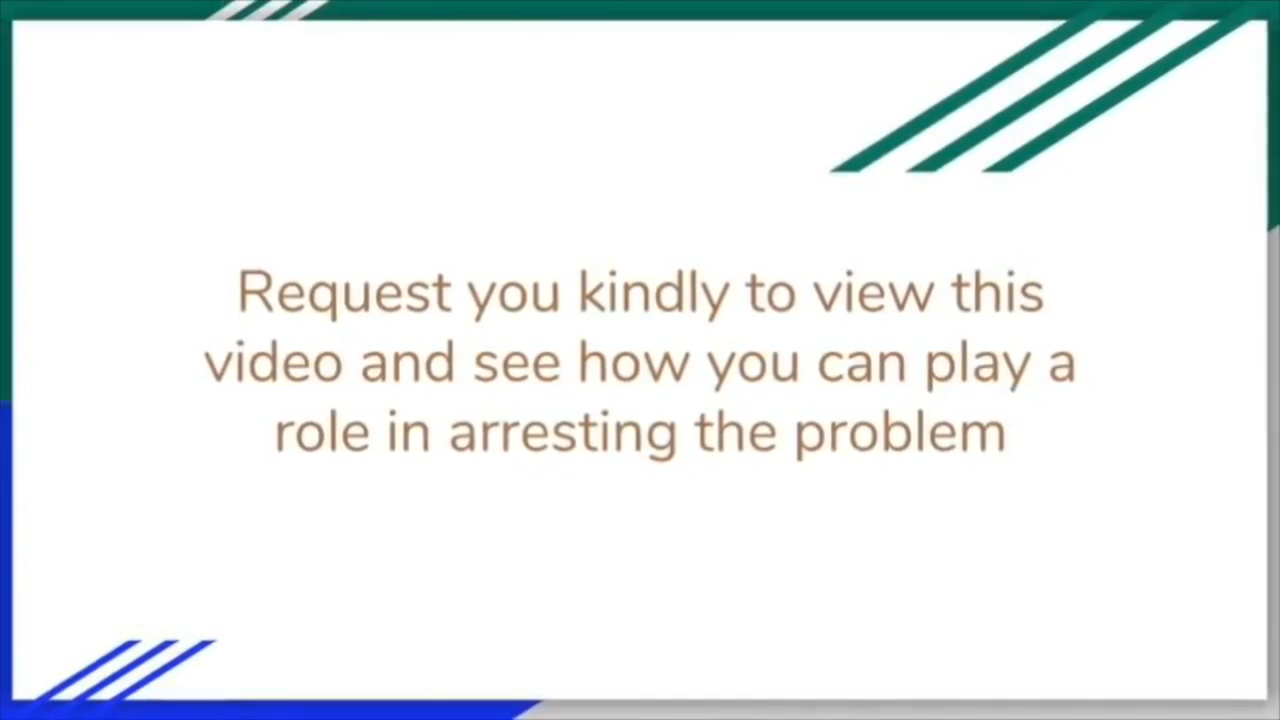 Request you kindly to view this
video and see how you can play a
role in arresting the problem